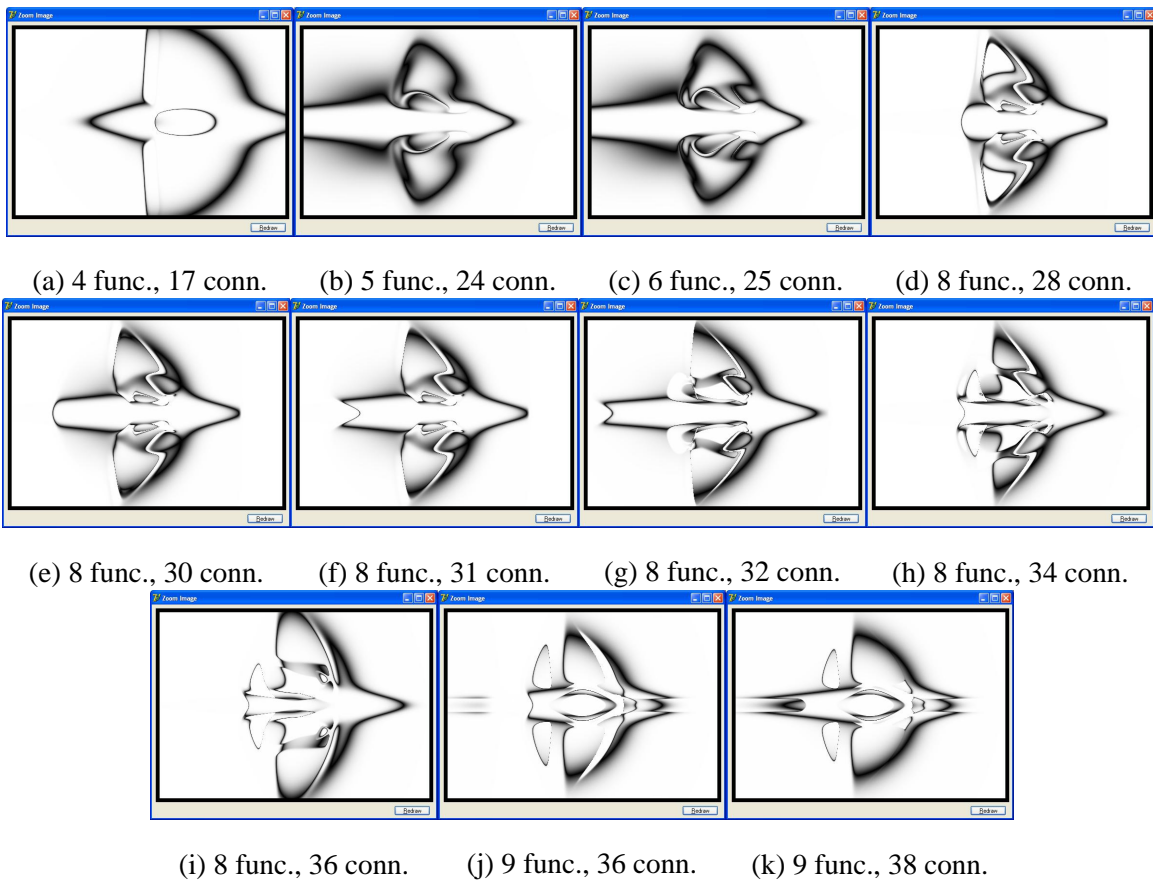 Zoom Image Zoom Image Zoom Image Zoom Image
Redraw Redraw Redraw Redraw
(a) 4 func., 17 conn. (b) 5 func., 24 conn. (c) 6 func., 25 conn. (d) 8 func., 28 conn.
Zoom Image Zoom Image Zoom Image Zoom Image
Redraw Redraw Redraw Redraw
(e) 8 func., 30 conn. (f) 8 func., 31 conn. (g) 8 func., 32 conn. (h) 8 func., 34 conn.
Zoom Image Zoom Image Zoom Image
Redraw Redraw Redraw
(i) 8 func., 36 conn. (j) 9 func., 36 conn. (k) 9 func., 38 conn.